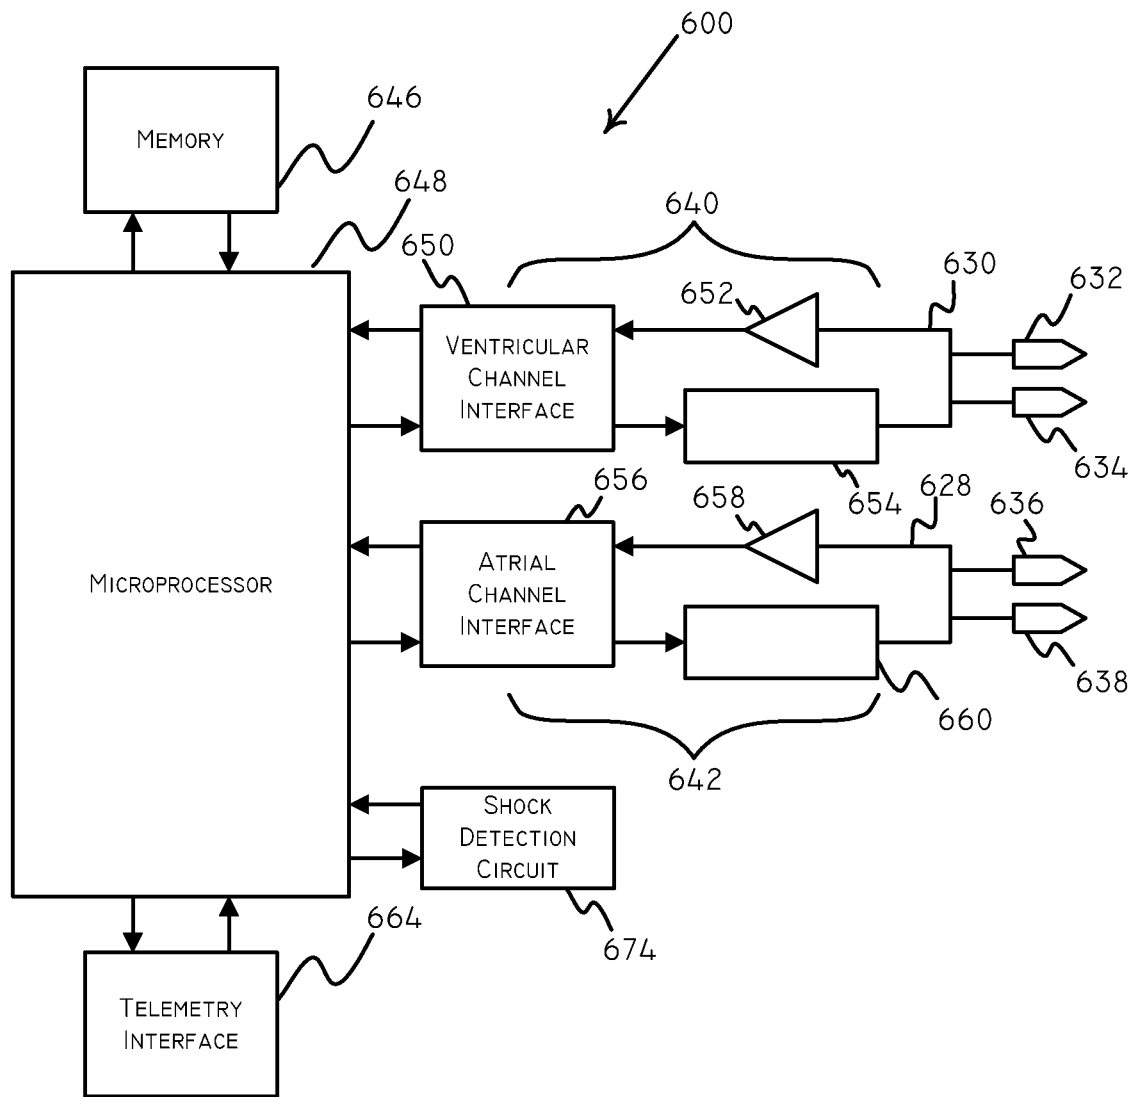 600
MEMORY
646
648
640
650
630
632
652
VENTRICULAR
CHANNEL
INTERFACE
634
654
656
628
636
658
ATRIAL
CHANNEL
INTERFACE
MICROPROCESSOR
638
660
642
SHOCK
DETECTION
CIRCUIT
664
674
TELEMETRY
INTERFACE